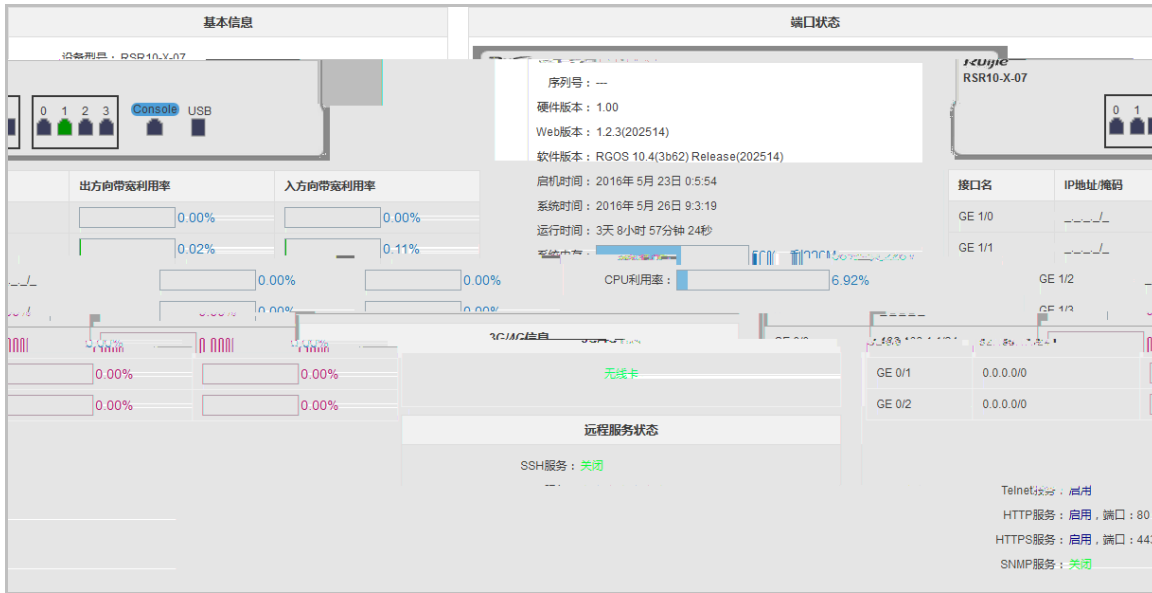 基本信息
端口状态
设备型号：RSR10-X-07
序列号：---
硬件版本：1.00
Web版本：1.2.3(202514)
软件版本：RGOS 10.4(3b62) Release(202514)
启机时间：2016年 5月 23日 0:5:54
系统时间：2016年 5月 26日 9:3:19
运行时间：3天 8小时 57分钟 24秒
系统内存：
CPU利用率：6.92%
Ruijie
RSR10-X-07
0 1 2 3
Console
USB
0 1
出方向带宽利用率
入方向带宽利用率
接口名
IP地址/掩码
0.00%
0.00%
GE 1/0
_._._._/_
0.02%
0.11%
GE 1/1
_._._._/_
0.00%
0.00%
GE 1/2
0.00%
0.00%
GE 1/3
3G/4G信息
无线卡
0.00%
0.00%
GE 0/1
0.0.0.0/0
0.00%
0.00%
GE 0/2
0.0.0.0/0
远程服务状态
SSH服务：关闭
Telnet服务：启用
HTTP服务：启用，端口：80
HTTPS服务：启用，端口：443
SNMP服务：关闭